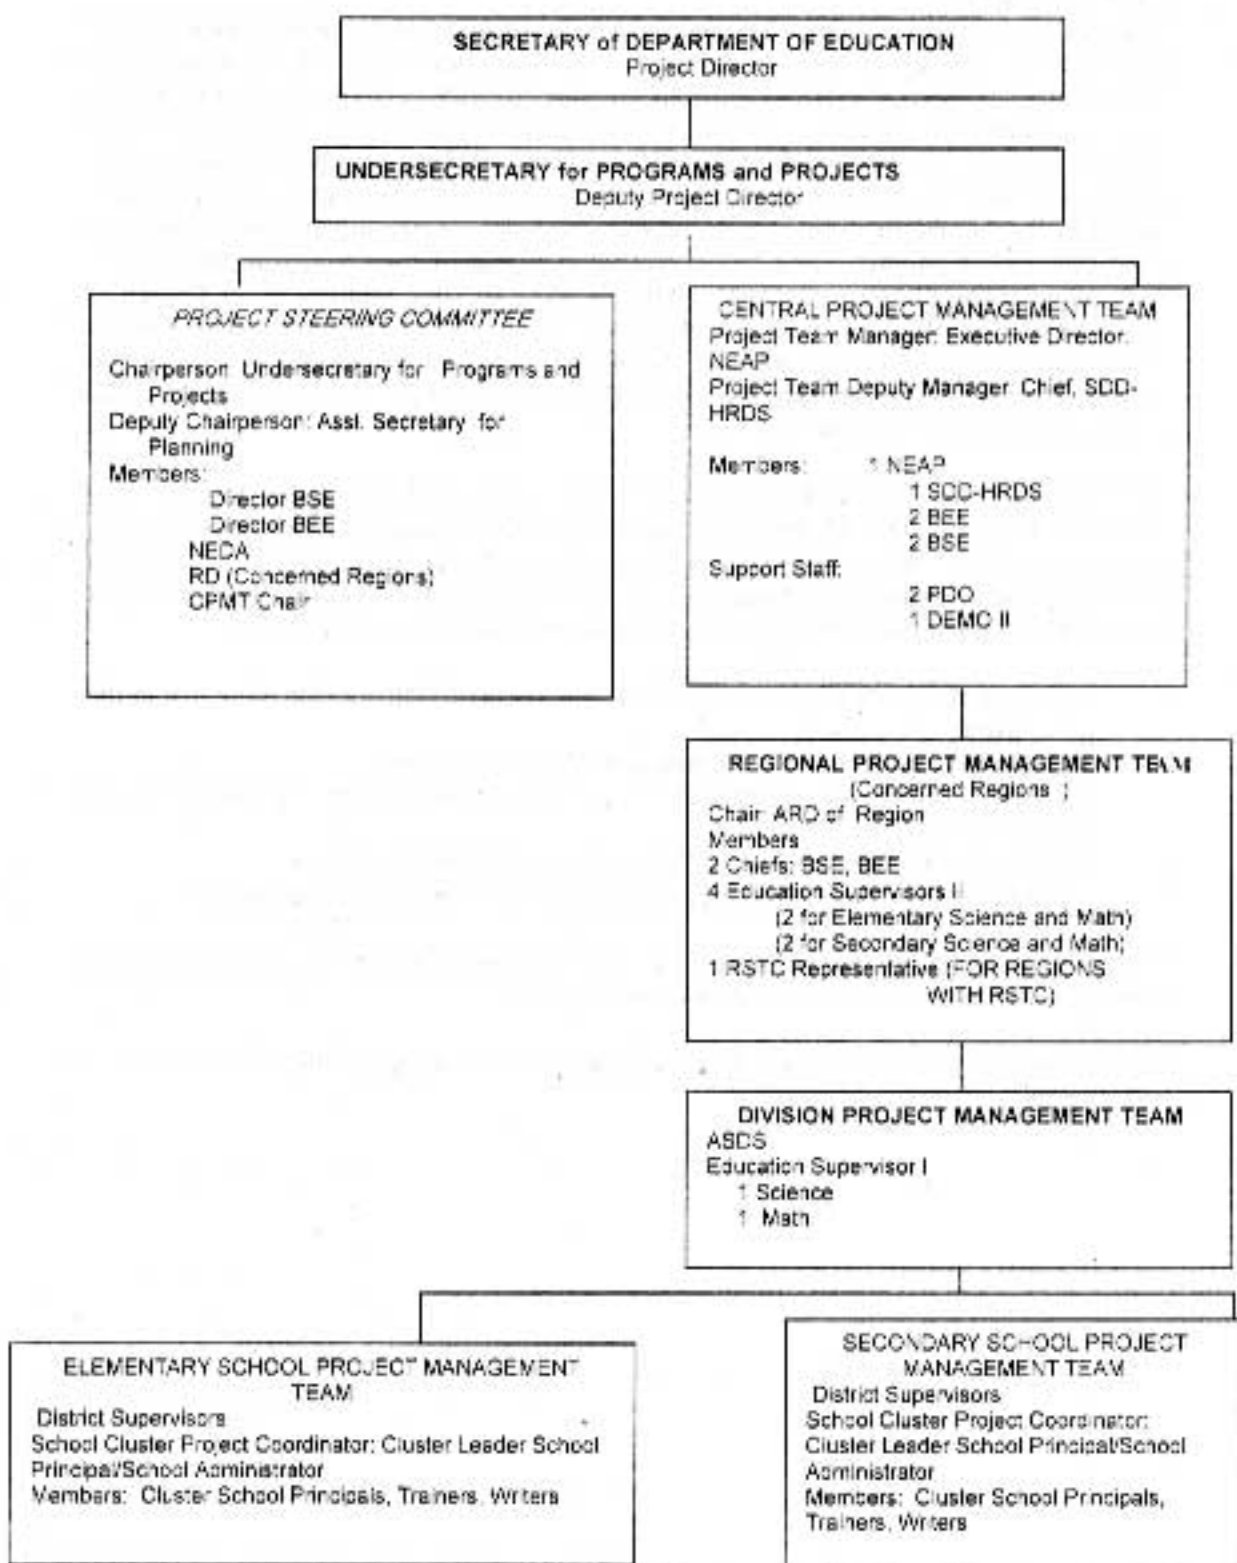 SECRETARY of DEPARTMENT OF EDUCATION
Project Director
UNDERSECRETARY for PROGRAMS and PROJECTS
Deputy Project Director
PROJECT STEERING COMMITTEE
Chairperson: Undersecretary for Programs and
Projects
Deputy Chairperson: Asst. Secretary for
Planning
Members:
Director BSE
Director BEE
NEDA
RD (Concerned Regions)
CPMT Chair
CENTRAL PROJECT MANAGEMENT TEAM
Project Team Manager: Executive Director,
NEAP
Project Team Deputy Manager: Chief, SDD-
HRDS
Members: 1 NEAP
1 SDD-HRDS
2 BEE
2 BSE
Support Staff:
2 PDO
1 DEMO II
REGIONAL PROJECT MANAGEMENT TEAM
(Concerned Regions )
Chair: ARD of Region
Members
2 Chiefs: BSE, BEE
4 Education Supervisors II
(2 for Elementary Science and Math)
(2 for Secondary Science and Math)
1 RSTC Representative (FOR REGIONS
WITH RSTC)
DIVISION PROJECT MANAGEMENT TEAM
ASDS
Education Supervisor I
1 Science
1 Math
ELEMENTARY SCHOOL PROJECT MANAGEMENT
TEAM
District Supervisors
School Cluster Project Coordinator: Cluster Leader School
Principal/School Administrator
Members: Cluster School Principals, Trainers, Writers
SECONDARY SCHOOL PROJECT
MANAGEMENT TEAM
District Supervisors
School Cluster Project Coordinator:
Cluster Leader School Principal/School
Administrator
Members: Cluster School Principals,
Trainers, Writers